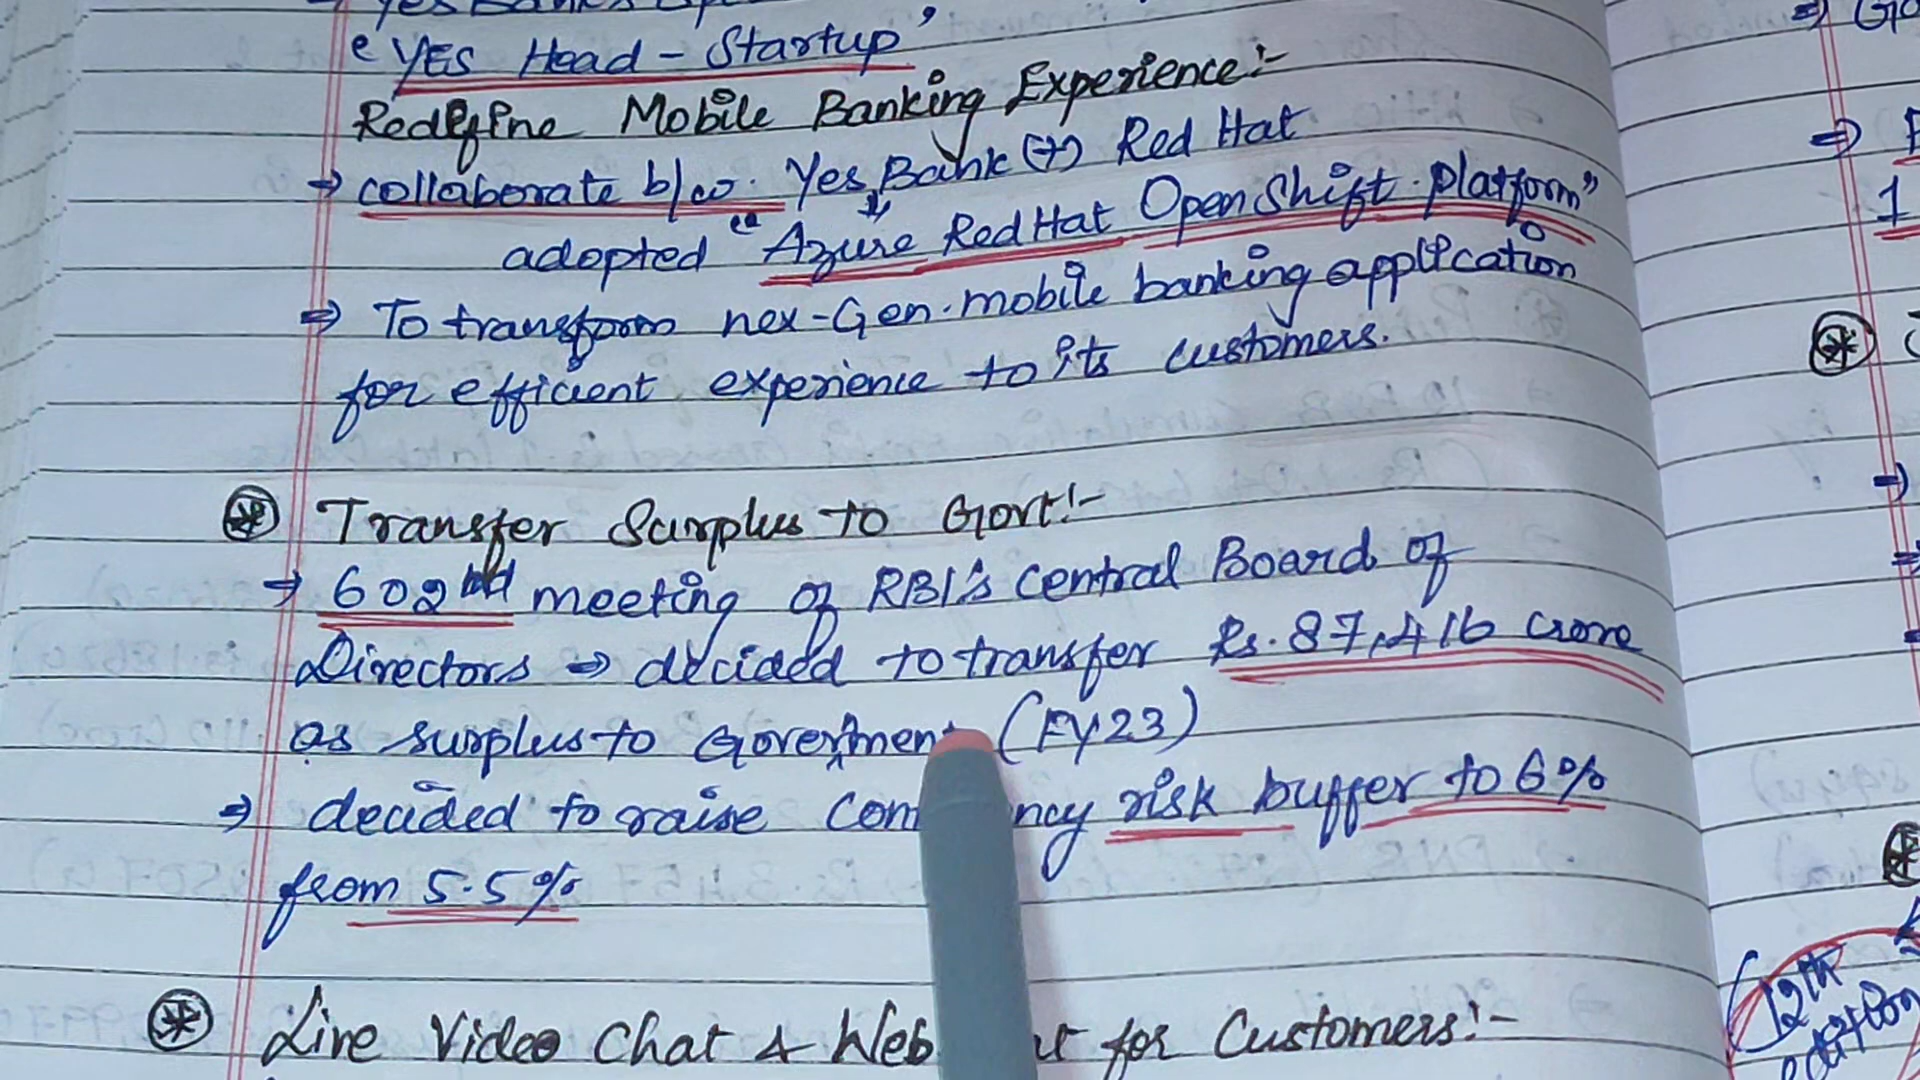 'YES Head - Startup'
Redefine Mobile Banking Experience:-
⇒ collaborate b/w. Yes Bank (↔) Red Hat
adopted "Azure Red Hat OpenShift Platform"
⇒ To transform nex-Gen. mobile banking application
for efficient experience to its customers.
⊛ Transfer Surplus to Govt:-
⇒ 602nd meeting of RBI's Central Board of
Directors ⇒ decided to transfer Rs. 87,416 crore
as surplus to Goverment (FY23)
⇒ decided to raise risk buffer to 6%
from 5.5%
⊛ Live Video Chat & Web for Customers:-
12th
edition